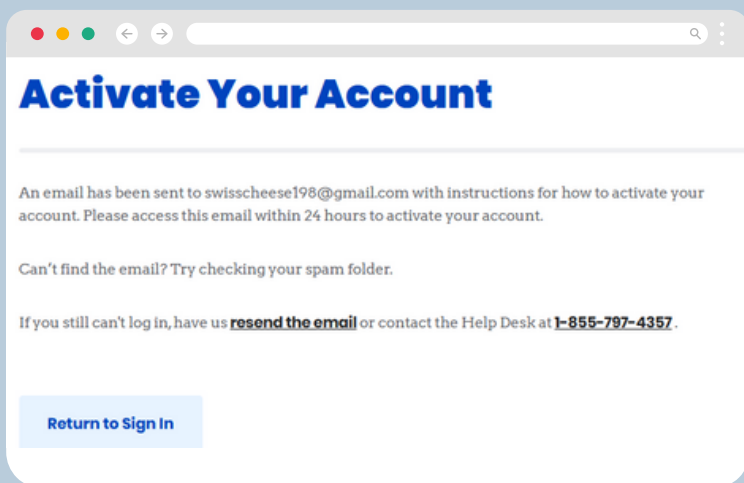 Activate Your Account
An email has been sent to swisscheese198@gmail.com with instructions for how to activate your
account. Please access this email within 24 hours to activate your account.
Can't find the email? Try checking your spam folder.
If you still can't log in, have us resend the email or contact the Help Desk at 1-855-797-4357 .
Return to Sign In